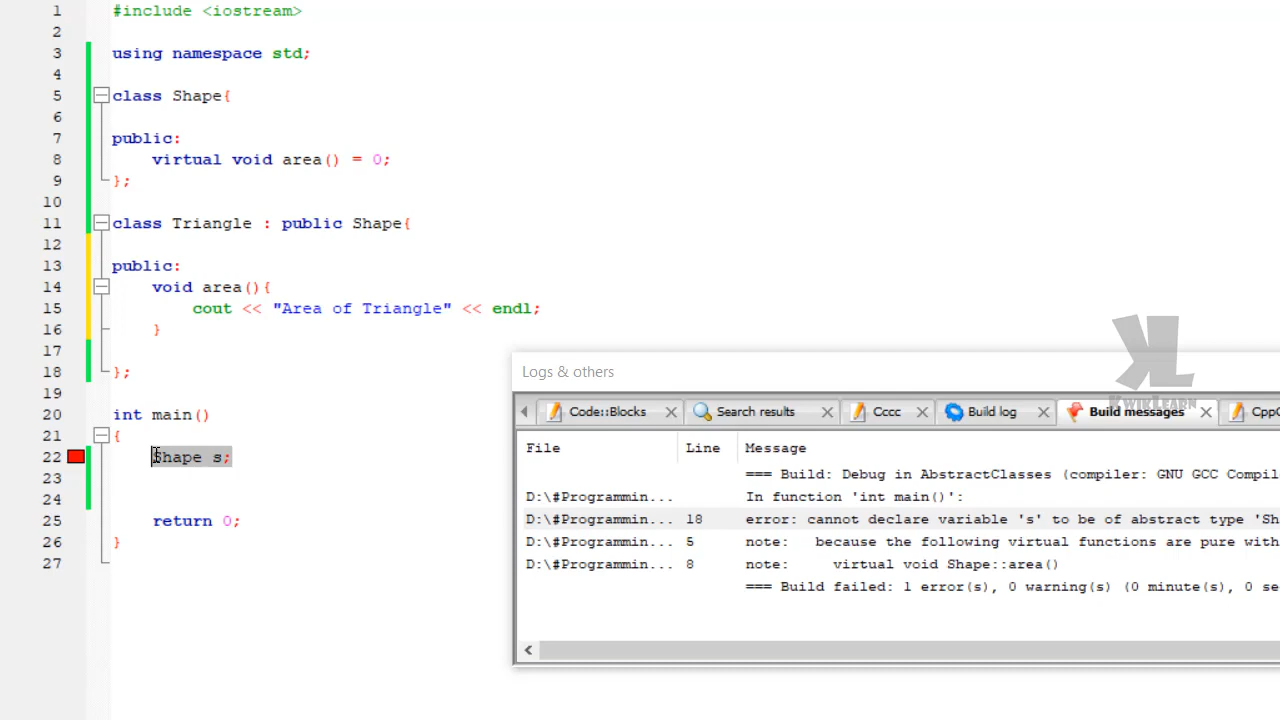 1 #include <iostream>
2
3 using namespace std;
4
5 class Shape{
6
7 public:
8 virtual void area() = 0;
9 };
10
11 class Triangle : public Shape{
12
13 public:
14 void area(){
15 cout << "Area of Triangle" << endl;
16 }
17
18 };
19
20 int main()
21 {
22 Shape s;
23
24
25 return 0;
26 }
27
KL
KWIKLEARN
Logs & others
Code::Blocks Search results Cccc Build log Build messages CppC
File Line Message
=== Build: Debug in AbstractClasses (compiler: GNU GCC Compil
D:\#Programmin... In function 'int main()':
D:\#Programmin... 18 error: cannot declare variable 's' to be of abstract type 'Sh
D:\#Programmin... 5 note: because the following virtual functions are pure with
D:\#Programmin... 8 note: virtual void Shape::area()
=== Build failed: 1 error(s), 0 warning(s) (0 minute(s), 0 se